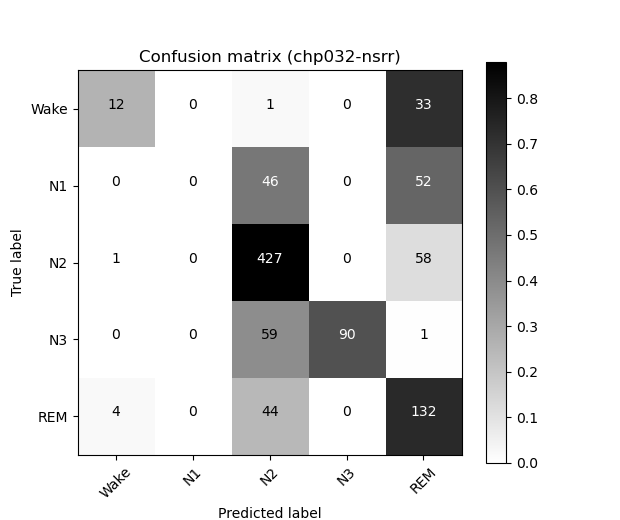 Confusion matrix (chp032-nsrr)
True label
Wake 12 0 1 0 33
N1 0 0 46 0 52
N2 1 0 427 0 58
N3 0 0 59 90 1
REM 4 0 44 0 132
Wake N1 N2 N3 REM
Predicted label
0.8
0.7
0.6
0.5
0.4
0.3
0.2
0.1
0.0